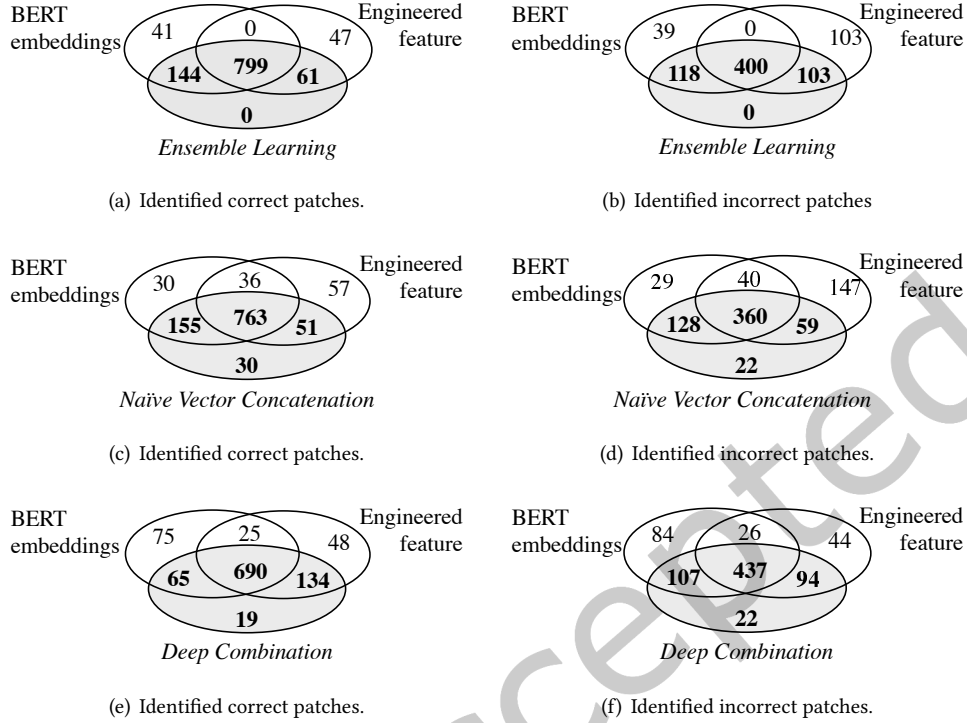 BERT
embeddings
41
0
47
Engineered
feature
144
799
61
0
Ensemble Learning
(a) Identified correct patches.
BERT
embeddings
39
0
103
Engineered
feature
118
400
103
0
Ensemble Learning
(b) Identified incorrect patches
BERT
embeddings
30
36
57
Engineered
feature
155
763
51
30
Naïve Vector Concatenation
(c) Identified correct patches.
BERT
embeddings
29
40
147
Engineered
feature
128
360
59
22
Naïve Vector Concatenation
(d) Identified incorrect patches.
BERT
embeddings
75
25
48
Engineered
feature
65
690
134
19
Deep Combination
(e) Identified correct patches.
BERT
embeddings
84
26
44
Engineered
feature
107
437
94
22
Deep Combination
(f) Identified incorrect patches.
cepted